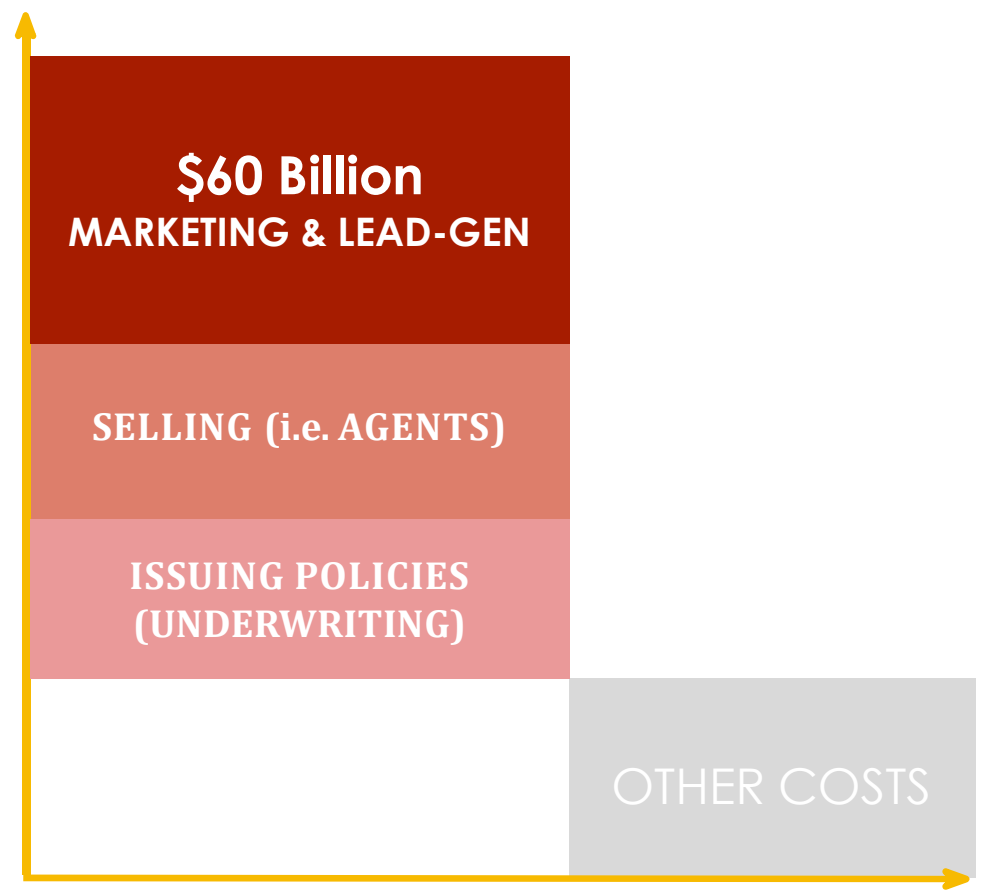 $60 Billion
MARKETING & LEAD-GEN
SELLING (i.e. AGENTS)
ISSUING POLICIES
(UNDERWRITING)
OTHER COSTS